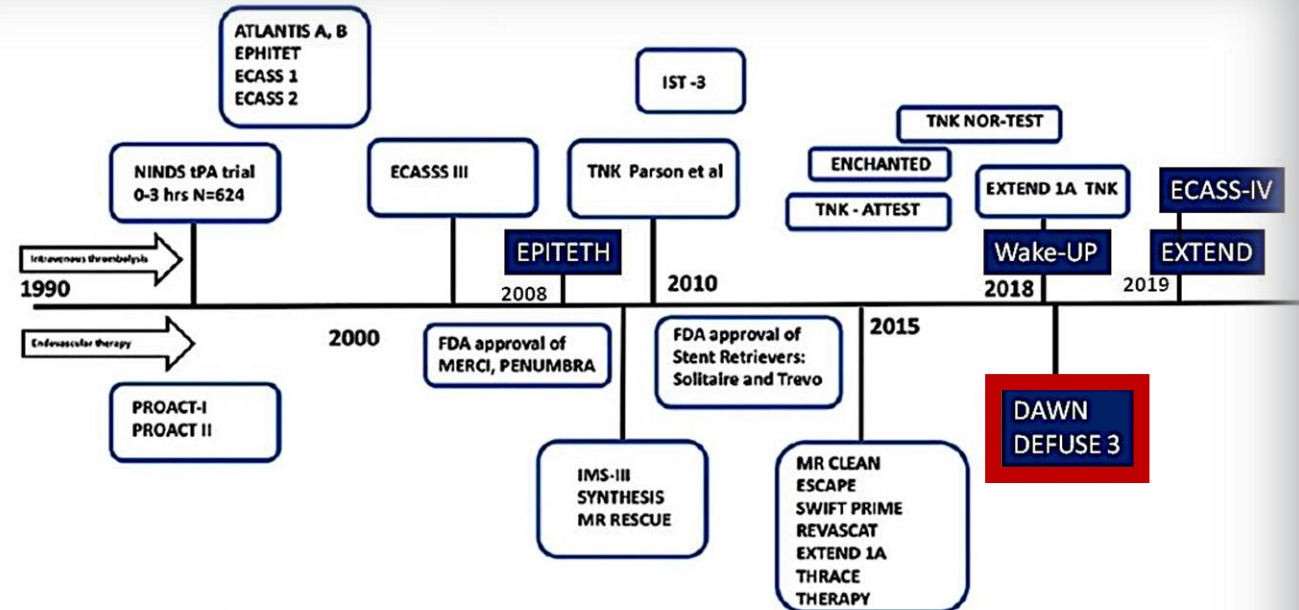 ATLANTIS A, B
EPHITET
ECASS 1
ECASS 2
IST -3
TNK NOR-TEST
NINDS tPA trial
0-3 hrs N=624
ECASSS III
TNK Parson et al
ENCHANTED
TNK - ATTEST
EXTEND 1A TNK
ECASS-IV
Intravenous thrombolysis
EPITETH
Wake-UP
EXTEND
1990
2008
2010
2018
2019
Endovascular therapy
2000
FDA approval of
MERCI, PENUMBRA
FDA approval of
Stent Retrievers:
Solitaire and Trevo
2015
PROACT-I
PROACT II
DAWN
DEFUSE 3
IMS-III
SYNTHESIS
MR RESCUE
MR CLEAN
ESCAPE
SWIFT PRIME
REVASCAT
EXTEND 1A
THRACE
THERAPY